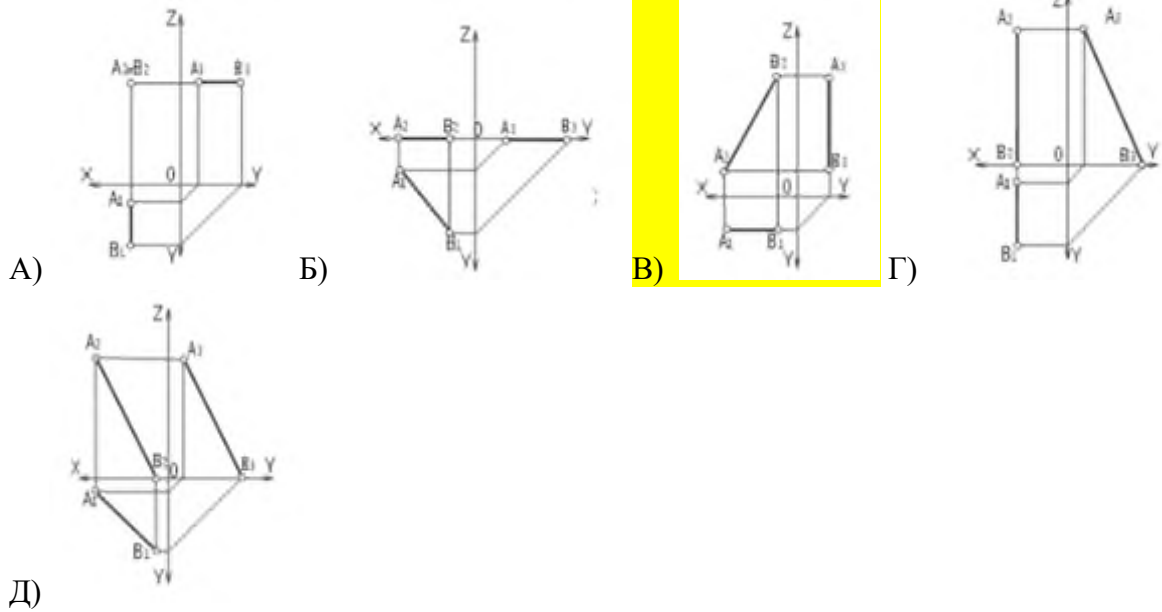 Z
A₂≡B₂ A₃ B₃
X 0 Y
A₁
B₁
Y
А)
Z
X A₂ B₂ 0 A₃ B₃ Y
A₁
B₁
Y
Б)
Z
B₂ A₃
A₂ B₃
X 0 Y
A₁ B₁
Y
В)
Z
A₂ A₃
0
X B₂ B₃ Y
A₁
B₁
Y
Г)
Z
A₂ A₃
X B₂ 0 B₃ Y
A₁
B₁
Y
Д)